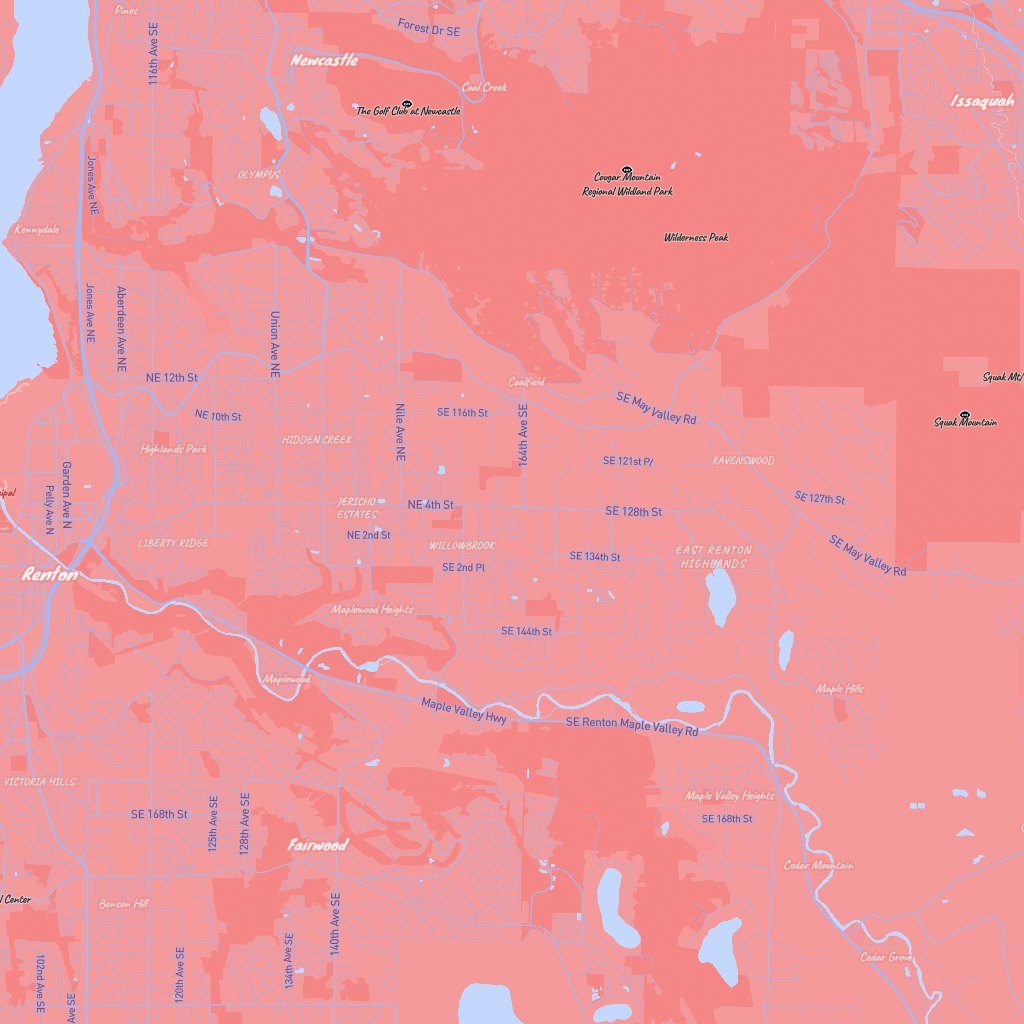 Pines
116th Ave SE
Forest Dr SE
Newcastle
Coal Creek
The Golf Club at Newcastle
Issaquah
Jones Ave NE
OLYMPUS
Cougar Mountain
Regional Wildland Park
Kennydale
Wilderness Peak
Jones Ave NE
Aberdeen Ave NE
Union Ave NE
NE 12th St
Coalfield
Squak Mt/
NE 10th St
Nile Ave NE
SE 116th St
164th Ave SE
SE May Valley Rd
Squak Mountain
Highlands Park
HIDDEN CREEK
Garden Ave N
Pelly Ave N
SE 121st Pl
RAVENSWOOD
JERICHO
ESTATES
NE 4th St
SE 128th St
SE 127th St
LIBERTY RIDGE
NE 2nd St
WILLOWBROOK
SE 134th St
EAST RENTON
HIGHLANDS
SE May Valley Rd
Renton
SE 2nd Pl
Maplewood Heights
SE 144th St
Maplewood
Maple Hills
Maple Valley Hwy
SE Renton Maple Valley Rd
VICTORIA HILLS
Maple Valley Heights
SE 168th St
125th Ave SE
128th Ave SE
SE 168th St
Fairwood
Cedar Mountain
l Center
Benson Hill
140th Ave SE
134th Ave SE
120th Ave SE
102nd Ave SE
Ave SE
Cedar Grove